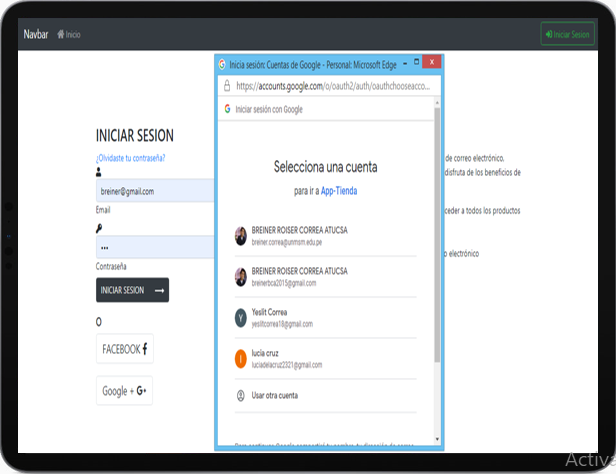 Navbar
Inicio
Iniciar Sesion
Inicia sesión: Cuentas de Google - Personal: Microsoft Edge
https://accounts.google.com/o/oauth2/auth/oauthchooseacco...
Iniciar sesión con Google
INICIAR SESION
¿Olvidaste tu contraseña?
breiner@gmail.com
Email
Contraseña
INICIAR SESION
O
FACEBOOK
Google +
Selecciona una cuenta
para ir a App-Tienda
BREINER ROISER CORREA ATUCSA
breiner.correa@unmsm.edu.pe
BREINER ROISER CORREA ATUCSA
breinerbca2015@gmail.com
Y
Yeslit Correa
yeslitcorrea18@gmail.com
l
lucia cruz
luciadelacruz2321@gmail.com
Usar otra cuenta
de correo electrónico.
disfruta de los beneficios de
ceder a todos los productos
o electrónico
Activ